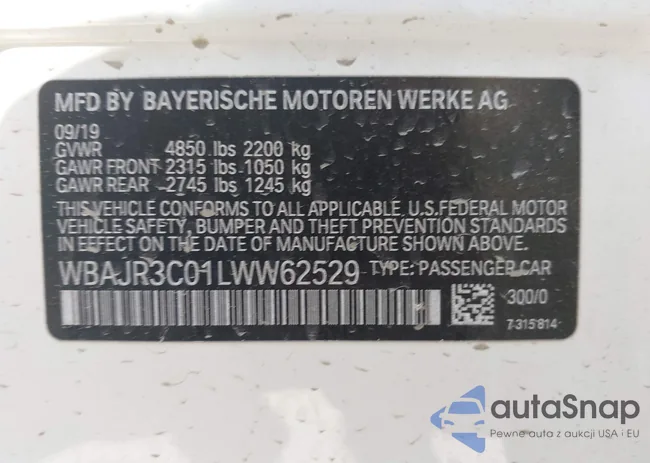 MFD BY BAYERISCHE MOTOREN WERKE AG
09/19
GVWR 4850 lbs 2200 kg
GAWR FRONT 2315 lbs 1050 kg
GAWR REAR 2745 lbs 1245 kg
THIS VEHICLE CONFORMS TO ALL APPLICABLE, U.S.FEDERAL MOTOR
VEHICLE SAFETY, BUMPER AND THEFT PREVENTION STANDARDS
IN EFFECT ON THE DATE OF MANUFACTURE SHOWN ABOVE.
WBAJR3C01LWW62529 TYPE: PASSENGER CAR
300/0
7 315 814
autaSnap
Pewne auta z aukcji USA i EU